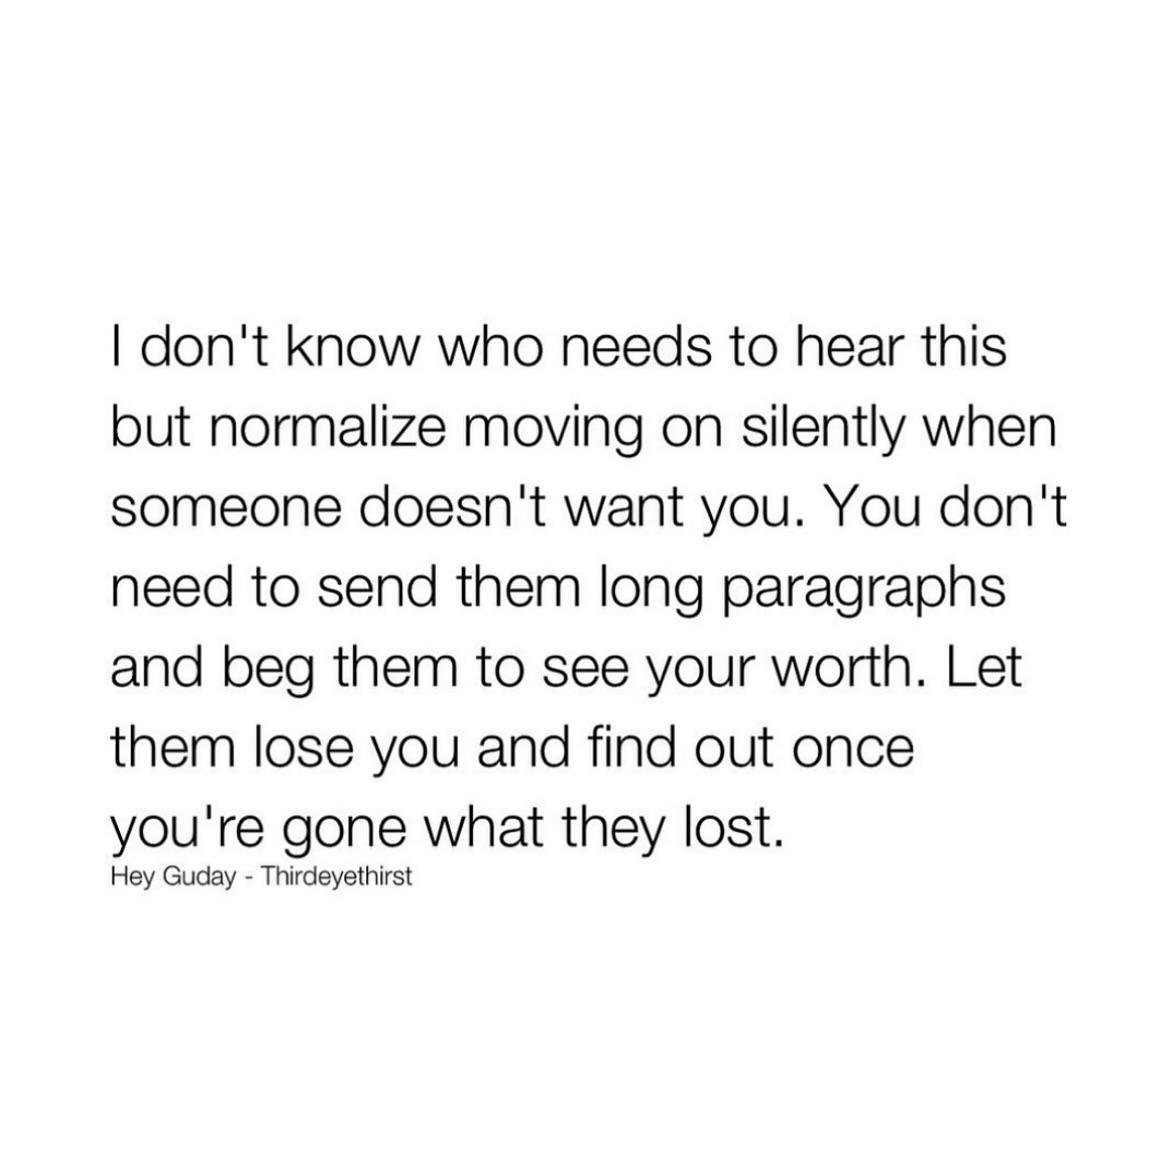 I don't know who needs to hear this
but normalize moving on silently when
someone doesn't want you. You don't
need to send them long paragraphs
and beg them to see your worth. Let
them lose you and find out once
you're gone what they lost.
Hey Guday - Thirdeyethirst